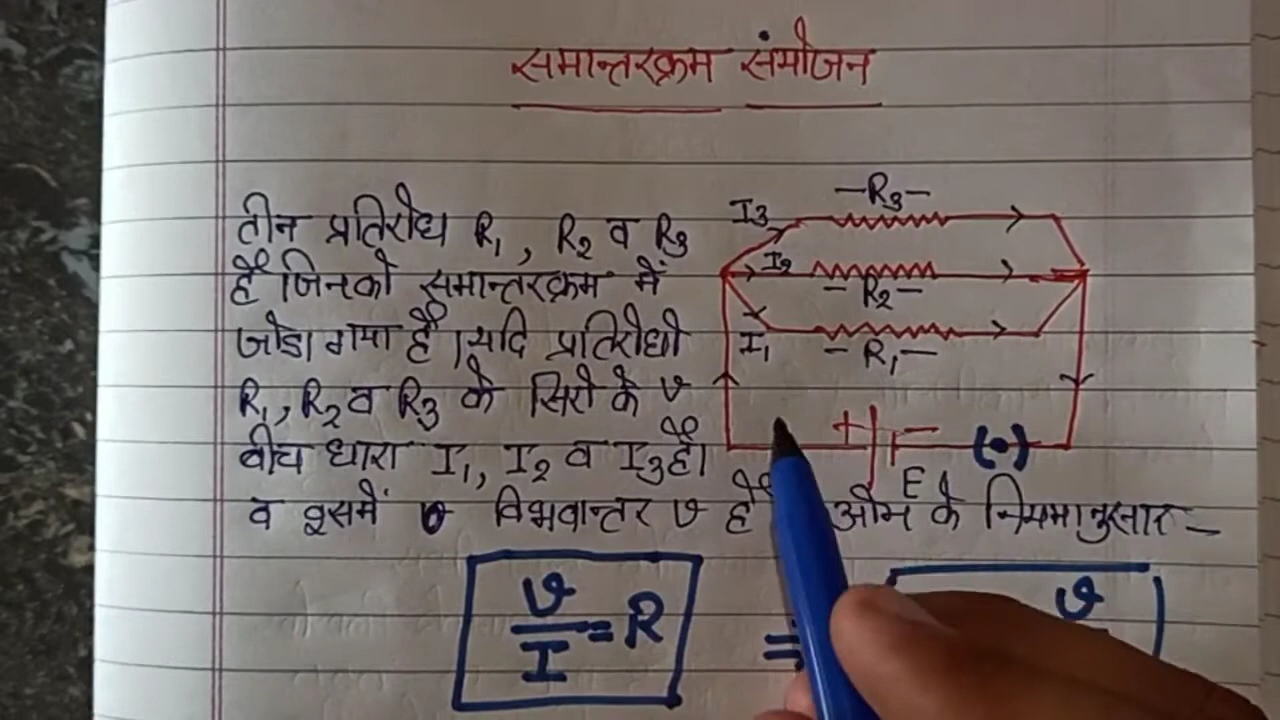 समान्तरक्रम संयोजन
तीन प्रतिरोध R₁, R₂ व R₃
है जिनको समान्तरक्रम में
जोडा गया है। यदि प्रतिरोधो
R₁, R₂ व R₃ के सिरो के v
बीच धारा I₁, I₂ व I₃ है।
व इसमें विभवान्तर v हो ओम के नियमानुसार -
I₃ -R₃-
I₂ -R₂-
I₁ -R₁-
+ - (•)
E
v/I = R
⇒ v